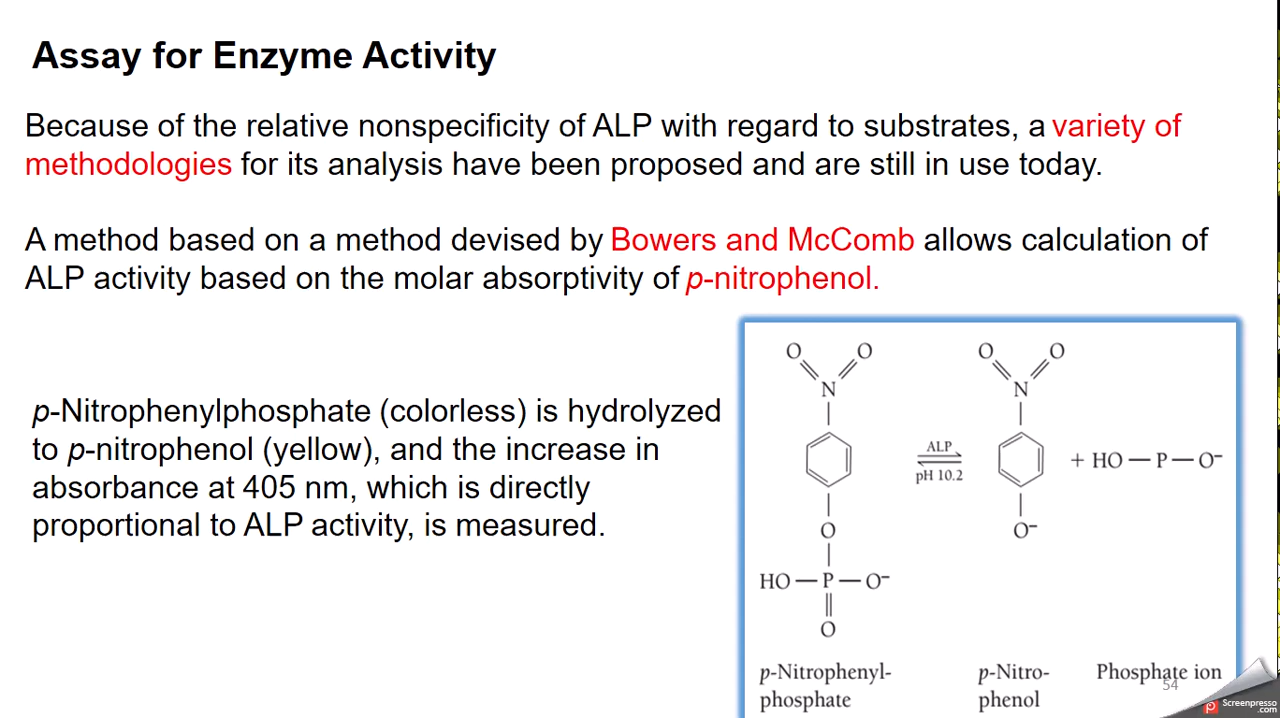 Assay for Enzyme Activity
Because of the relative nonspecificity of ALP with regard to substrates, a variety of
methodologies for its analysis have been proposed and are still in use today.
A method based on a method devised by Bowers and McComb allows calculation of
ALP activity based on the molar absorptivity of p-nitrophenol.
p-Nitrophenylphosphate (colorless) is hydrolyzed
to p-nitrophenol (yellow), and the increase in
absorbance at 405 nm, which is directly
proportional to ALP activity, is measured.
O O O O
N N
ALP
pH 10.2
+ HO — P — O⁻
O O⁻
HO — P — O⁻
O
p-Nitrophenyl-
phosphate
p-Nitro-
phenol
Phosphate ion
54
Screenpresso
.com